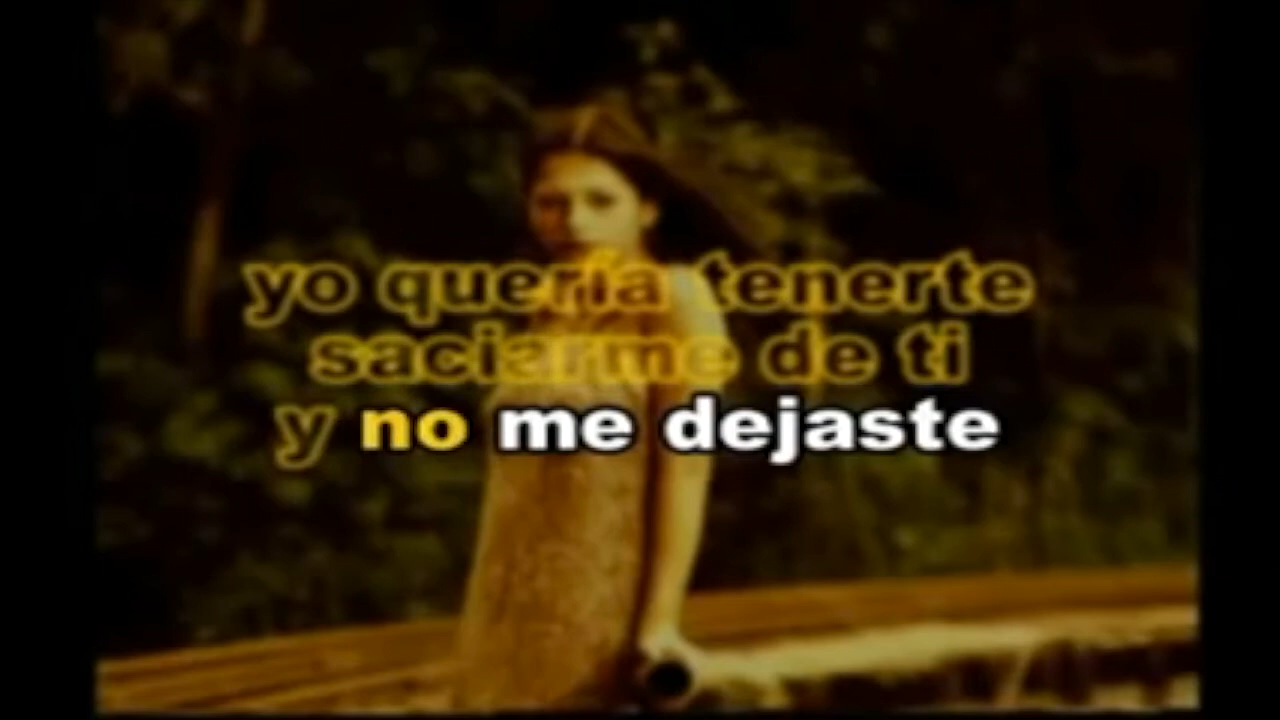 yo quería tenerte
saciarme de ti
y no me dejaste